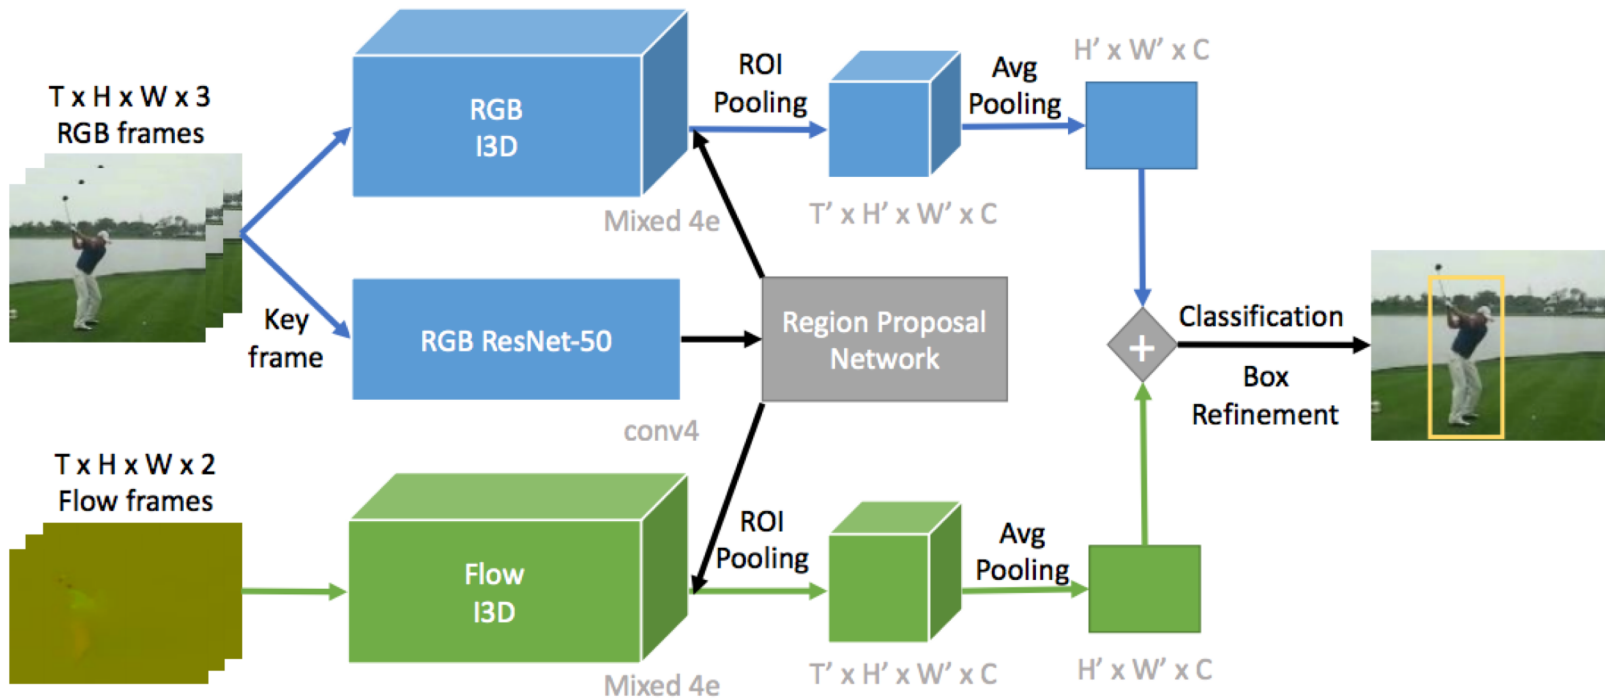 T x H x W x 3
RGB frames
RGB
I3D
Mixed 4e
ROI
Pooling
T’ x H’ x W’ x C
Avg
Pooling
H’ x W’ x C
Key
frame
RGB ResNet-50
conv4
Region Proposal
Network
+
Classification
Box
Refinement
T x H x W x 2
Flow frames
Flow
I3D
Mixed 4e
ROI
Pooling
T’ x H’ x W’ x C
Avg
Pooling
H’ x W’ x C